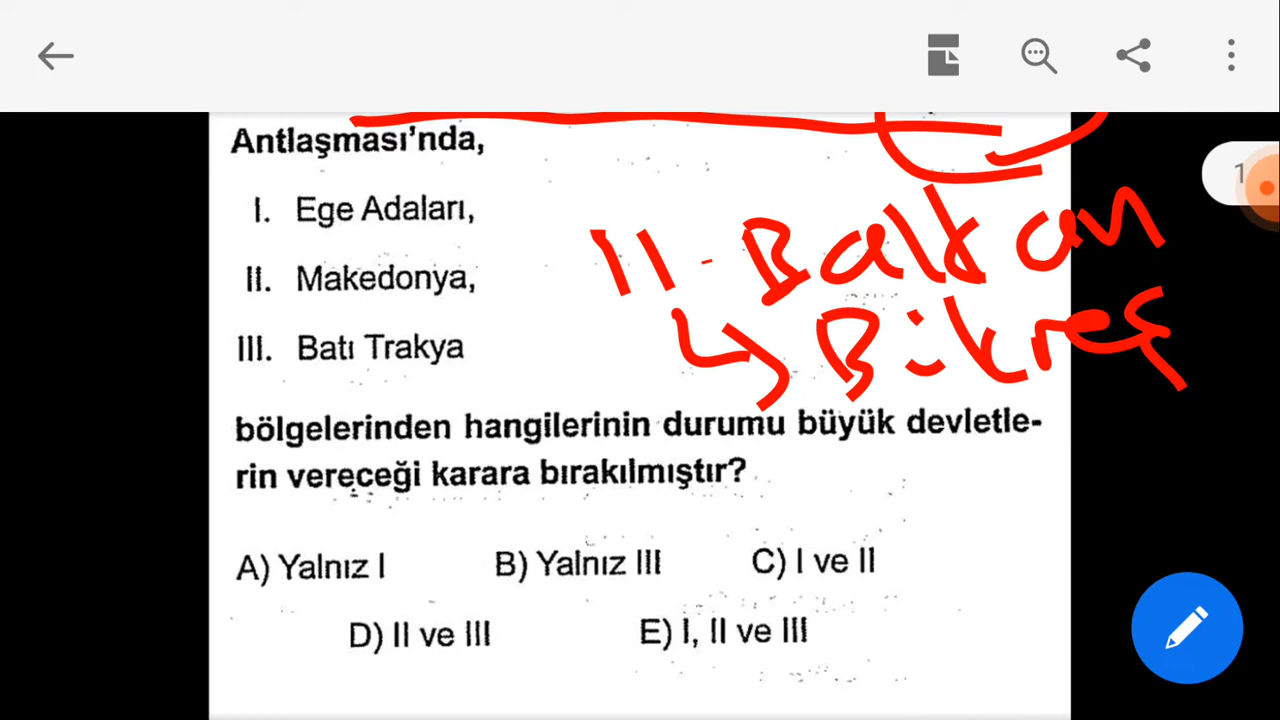 1
Antlaşması'nda,
I. Ege Adaları,
II. Makedonya,
III. Batı Trakya
II. Balkan
Bükreş
bölgelerinden hangilerinin durumu büyük devletle-
rin vereceği karara bırakılmıştır?
A) Yalnız I B) Yalnız III C) I ve II
D) II ve III E) I, II ve III